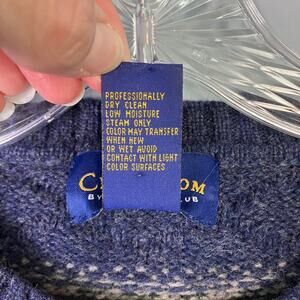 PROFESSIONALLY
DRY CLEAN
LOW MOISTURE
STEAM ONLY
COLOR MAY TRANSFER
WHEN NEW
OR WET AVOID
CONTACT WITH LIGHT
COLOR SURFACES